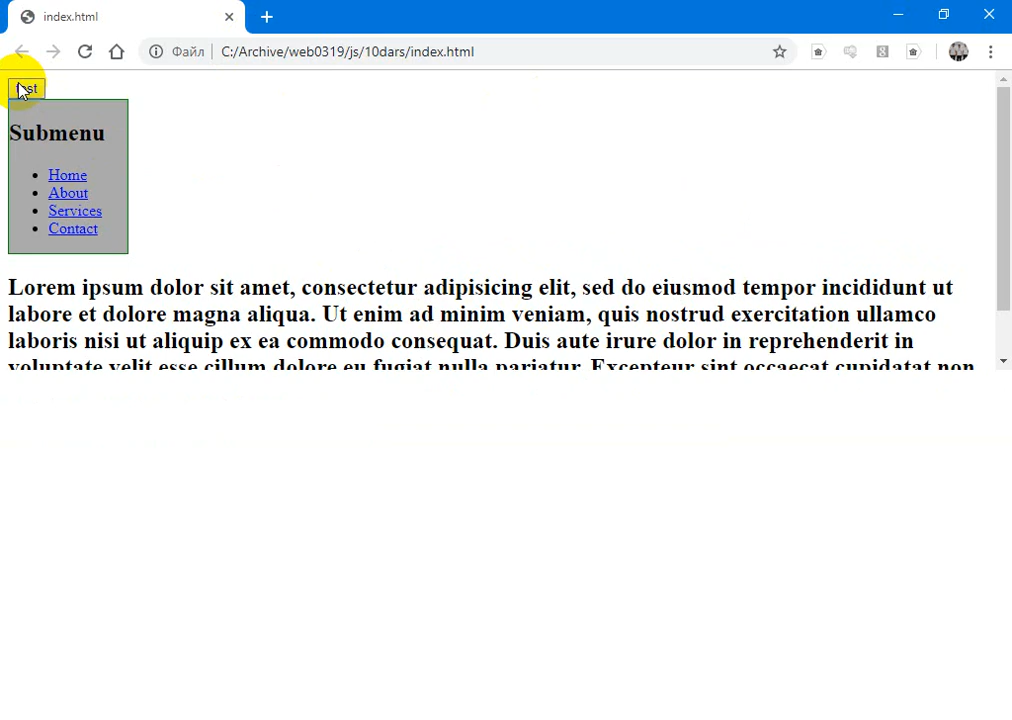 index.html
Файл C:/Archive/web0319/js/10dars/index.html
Submenu
Home
About
Services
Contact
Lorem ipsum dolor sit amet, consectetur adipisicing elit, sed do eiusmod tempor incididunt ut
labore et dolore magna aliqua. Ut enim ad minim veniam, quis nostrud exercitation ullamco
laboris nisi ut aliquip ex ea commodo consequat. Duis aute irure dolor in reprehenderit in
voluptate velit esse cillum dolore eu fugiat nulla pariatur. Excepteur sint occaecat cupidatat non